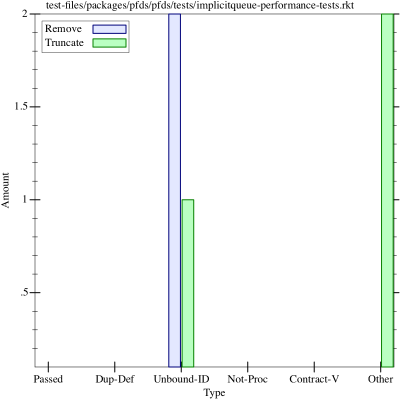 test-files/packages/pfds/pfds/tests/implicitqueue-performance-tests.rkt
2
Remove
Truncate
1.5
Amount
1
.5
Passed Dup-Def Unbound-ID Not-Proc Contract-V Other
Type